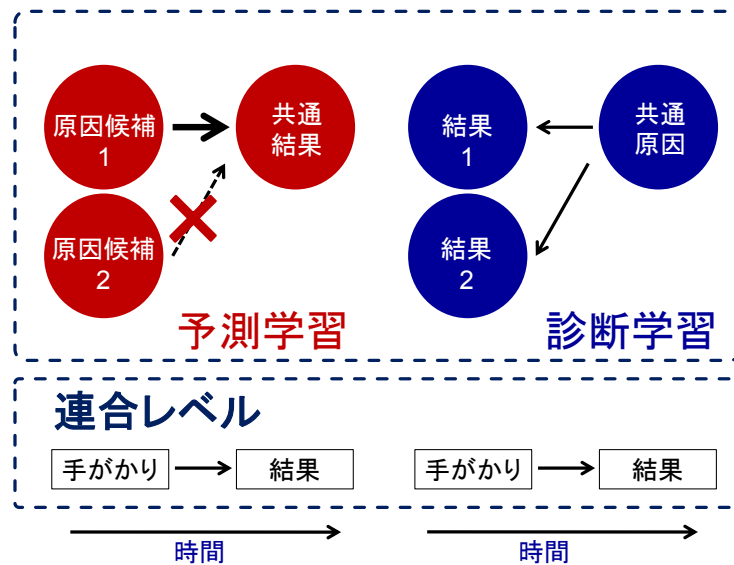 原因候補
1
共通
結果
原因候補
2
予測学習
結果
1
共通
原因
結果
2
診断学習
連合レベル
手がかり
結果
手がかり
結果
時間
時間